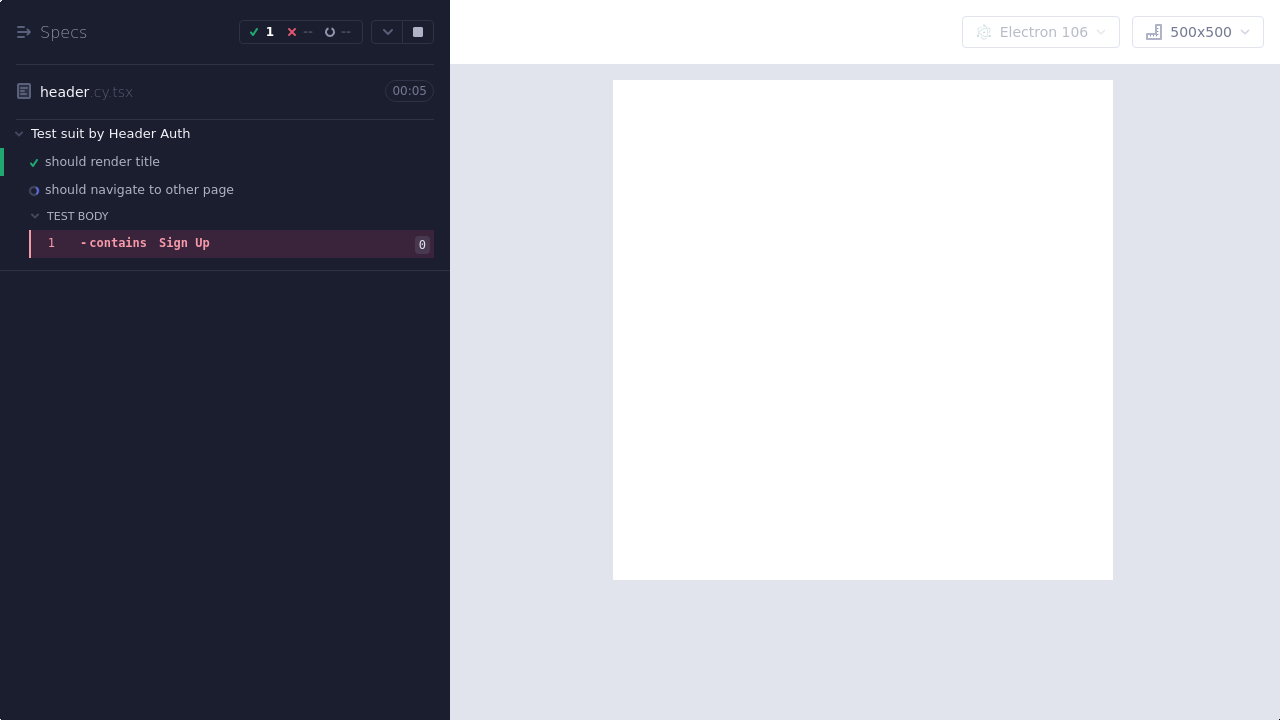 Specs
1
--
--
Electron 106
500x500
header.cy.tsx
00:05
Test suit by Header Auth
should render title
should navigate to other page
TEST BODY
1 -contains Sign Up 0